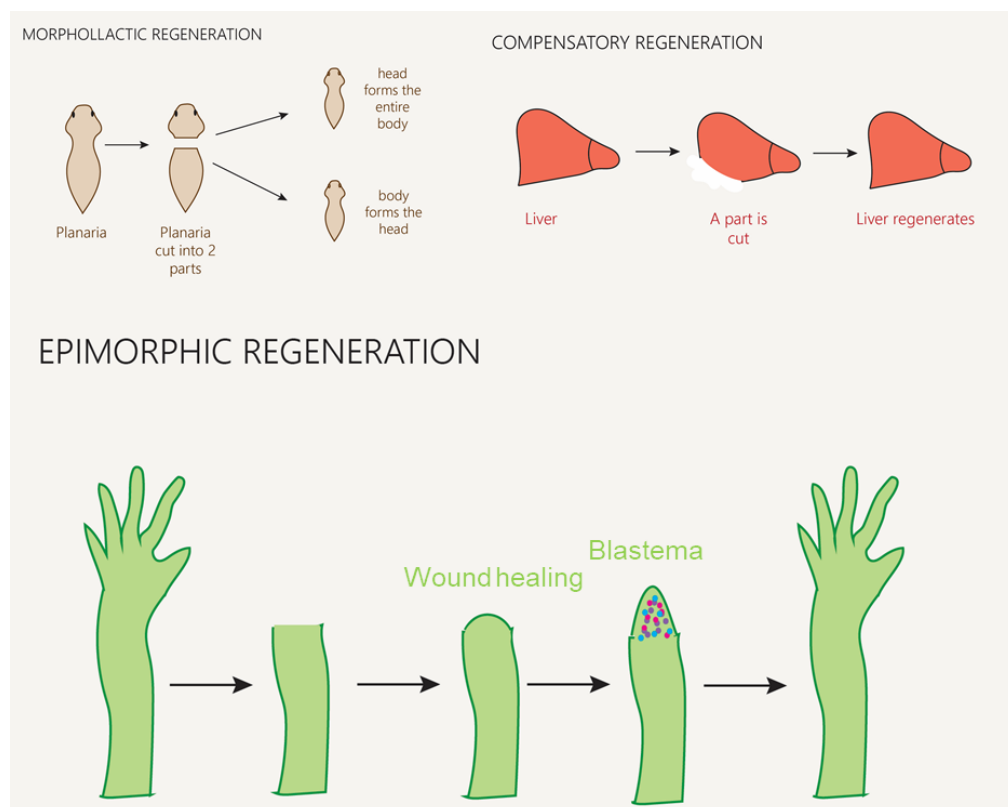 MORPHOLLACTIC REGENERATION
Planaria
Planaria
cut into 2
parts
head
forms the
entire
body
body
forms the
head
COMPENSATORY REGENERATION
Liver
A part is
cut
Liver regenerates
EPIMORPHIC REGENERATION
Wound healing
Blastema